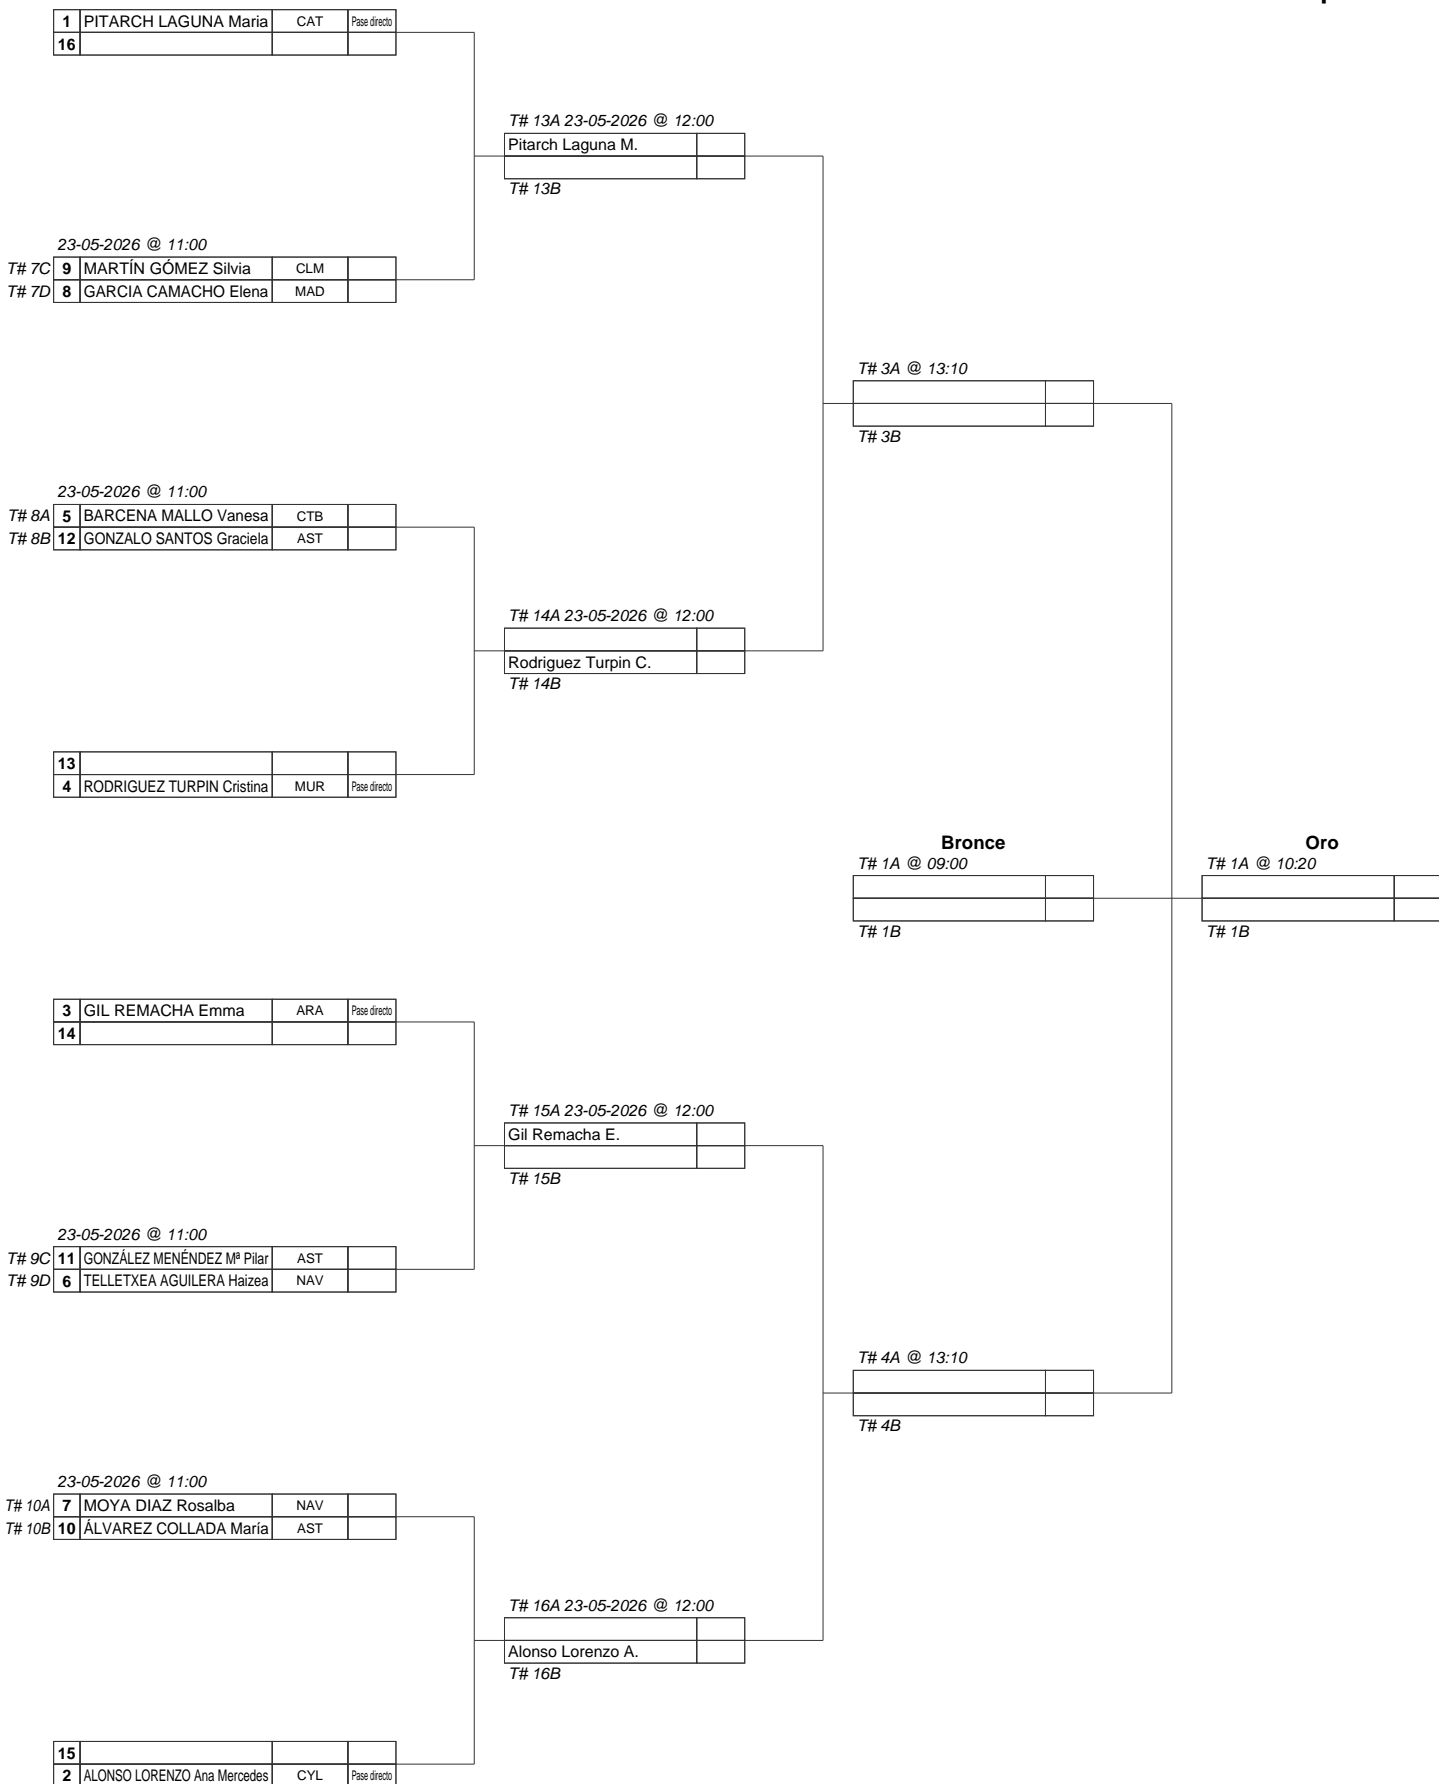 1 PITARCH LAGUNA Maria CAT Pase directo
16
T# 13A 23-05-2026 @ 12:00
Pitarch Laguna M.
T# 13B
23-05-2026 @ 11:00
T# 7C 9 MARTÍN GÓMEZ Silvia CLM
T# 7D 8 GARCIA CAMACHO Elena MAD
T# 3A @ 13:10
T# 3B
23-05-2026 @ 11:00
T# 8A 5 BARCENA MALLO Vanesa CTB
T# 8B 12 GONZALO SANTOS Graciela AST
T# 14A 23-05-2026 @ 12:00
Rodriguez Turpin C.
T# 14B
13
4 RODRIGUEZ TURPIN Cristina MUR Pase directo
Bronce Oro
T# 1A @ 09:00 T# 1A @ 10:20
T# 1B T# 1B
3 GIL REMACHA Emma ARA Pase directo
14
T# 15A 23-05-2026 @ 12:00
Gil Remacha E.
T# 15B
23-05-2026 @ 11:00
T# 9C 11 GONZÁLEZ MENÉNDEZ Mª Pilar AST
T# 9D 6 TELLETXEA AGUILERA Haizea NAV
T# 4A @ 13:10
T# 4B
23-05-2026 @ 11:00
T# 10A 7 MOYA DIAZ Rosalba NAV
T# 10B 10 ÁLVAREZ COLLADA María AST
T# 16A 23-05-2026 @ 12:00
Alonso Lorenzo A.
T# 16B
15
2 ALONSO LORENZO Ana Mercedes CYL Pase directo